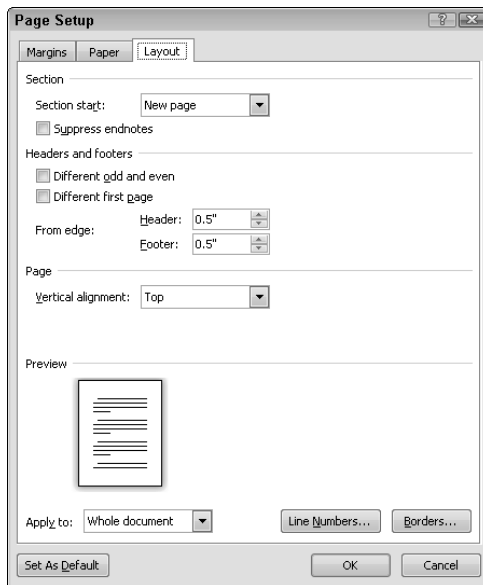 Page Setup
Margins Paper Layout
Section
Section start: New page
Suppress endnotes
Headers and footers
Different odd and even
Different first page
From edge: Header: 0.5"
Footer: 0.5"
Page
Vertical alignment: Top
Preview
Apply to: Whole document Line Numbers... Borders...
Set As Default OK Cancel